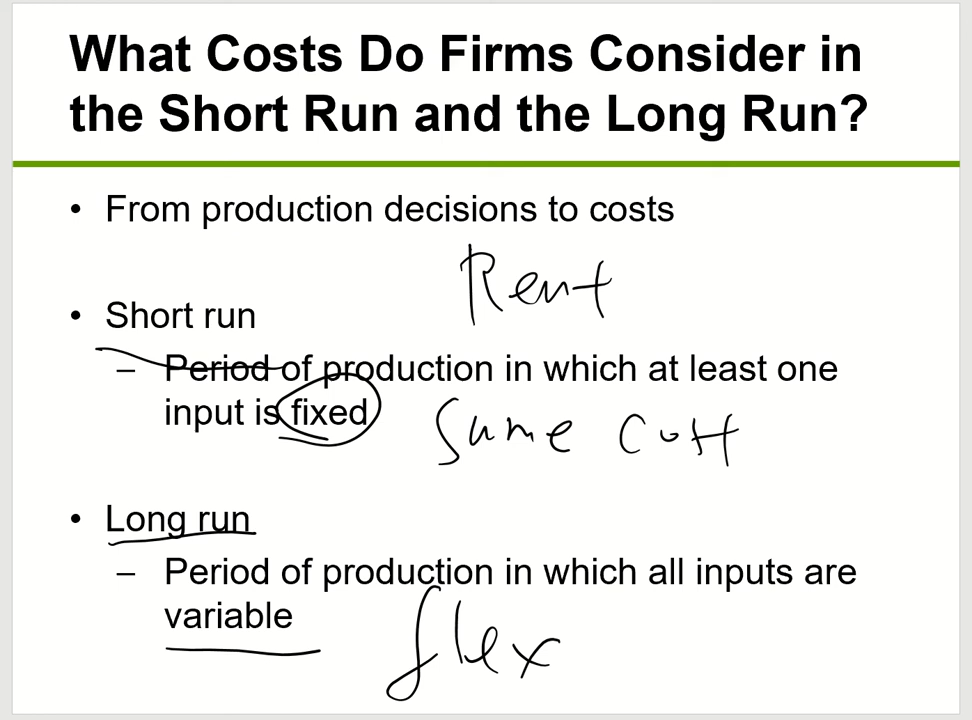 What Costs Do Firms Consider in
the Short Run and the Long Run?
• From production decisions to costs
Rent
• Short run
– Period of production in which at least one
input is fixed
Same Cost
• Long run
– Period of production in which all inputs are
variable
flex